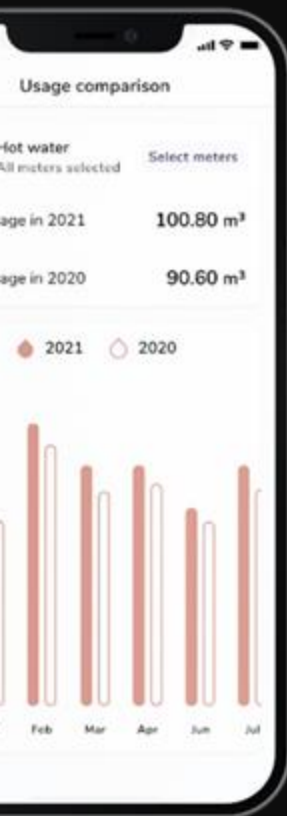 Usage comparison
Hot water
All meters selected
Select meters
age in 2021
100.80 m³
age in 2020
90.60 m³
2021
2020
Feb
Mar
Apr
Jun
Jul